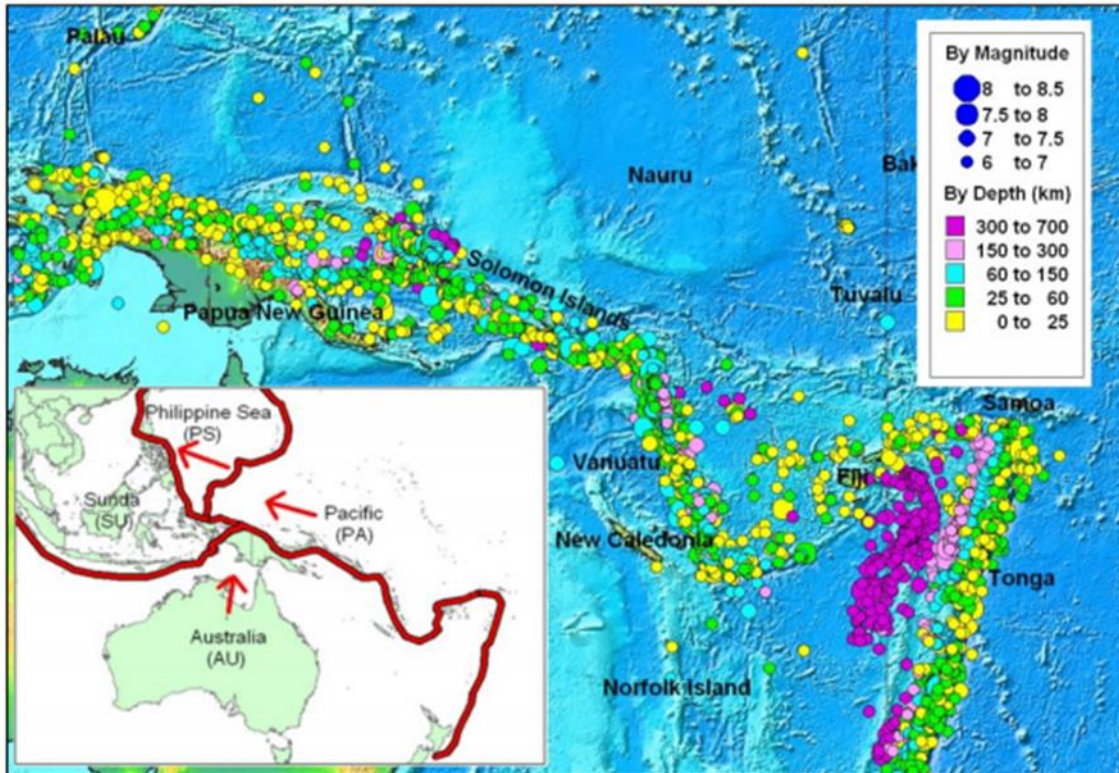 Palau
Nauru
Bak
Solomon Islands
Tuvalu
Papua New Guinea
Samoa
Vanuatu
Fiji
New Caledonia
Tonga
Norfolk Island
By Magnitude
8 to 8.5
7.5 to 8
7 to 7.5
6 to 7
By Depth (km)
300 to 700
150 to 300
60 to 150
25 to 60
0 to 25
Philippine Sea
(PS)
Sunda
(SU)
Pacific
(PA)
Australia
(AU)